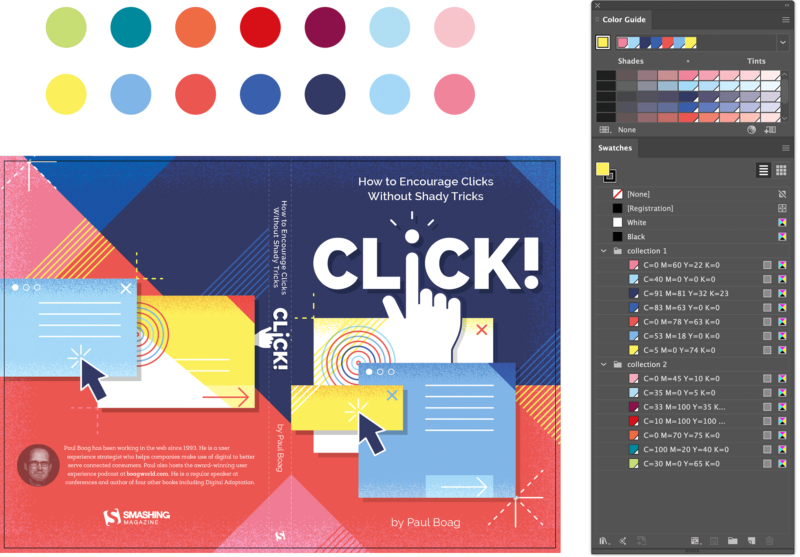 How to Encourage Clicks
Without Shady Tricks
CLiCK!
by Paul Boag
How to Encourage Clicks
Without Shady Tricks
CLiCK!
by Paul Boag
Paul Boag has been working in the web since 1993. He is a user
experience strategist who helps companies make use of digital to better
serve connected consumers. Paul also hosts the award-winning user
experience podcast at boagworld.com. He is a regular speaker at
conferences and author of four other books including Digital Adaptation.
SMASHING
MAGAZINE
Color Guide
Shades
Tints
None
Swatches
[None]
[Registration]
White
Black
collection 1
C=0 M=60 Y=22 K=0
C=40 M=0 Y=0 K=0
C=91 M=81 Y=32 K=23
C=83 M=63 Y=0 K=0
C=0 M=78 Y=63 K=0
C=53 M=18 Y=0 K=0
C=5 M=0 Y=74 K=0
collection 2
C=0 M=45 Y=10 K=0
C=35 M=0 Y=5 K=0
C=33 M=100 Y=35 K...
C=10 M=100 Y=100 ...
C=0 M=70 Y=75 K=0
C=100 M=20 Y=40 K=0
C=30 M=0 Y=65 K=0